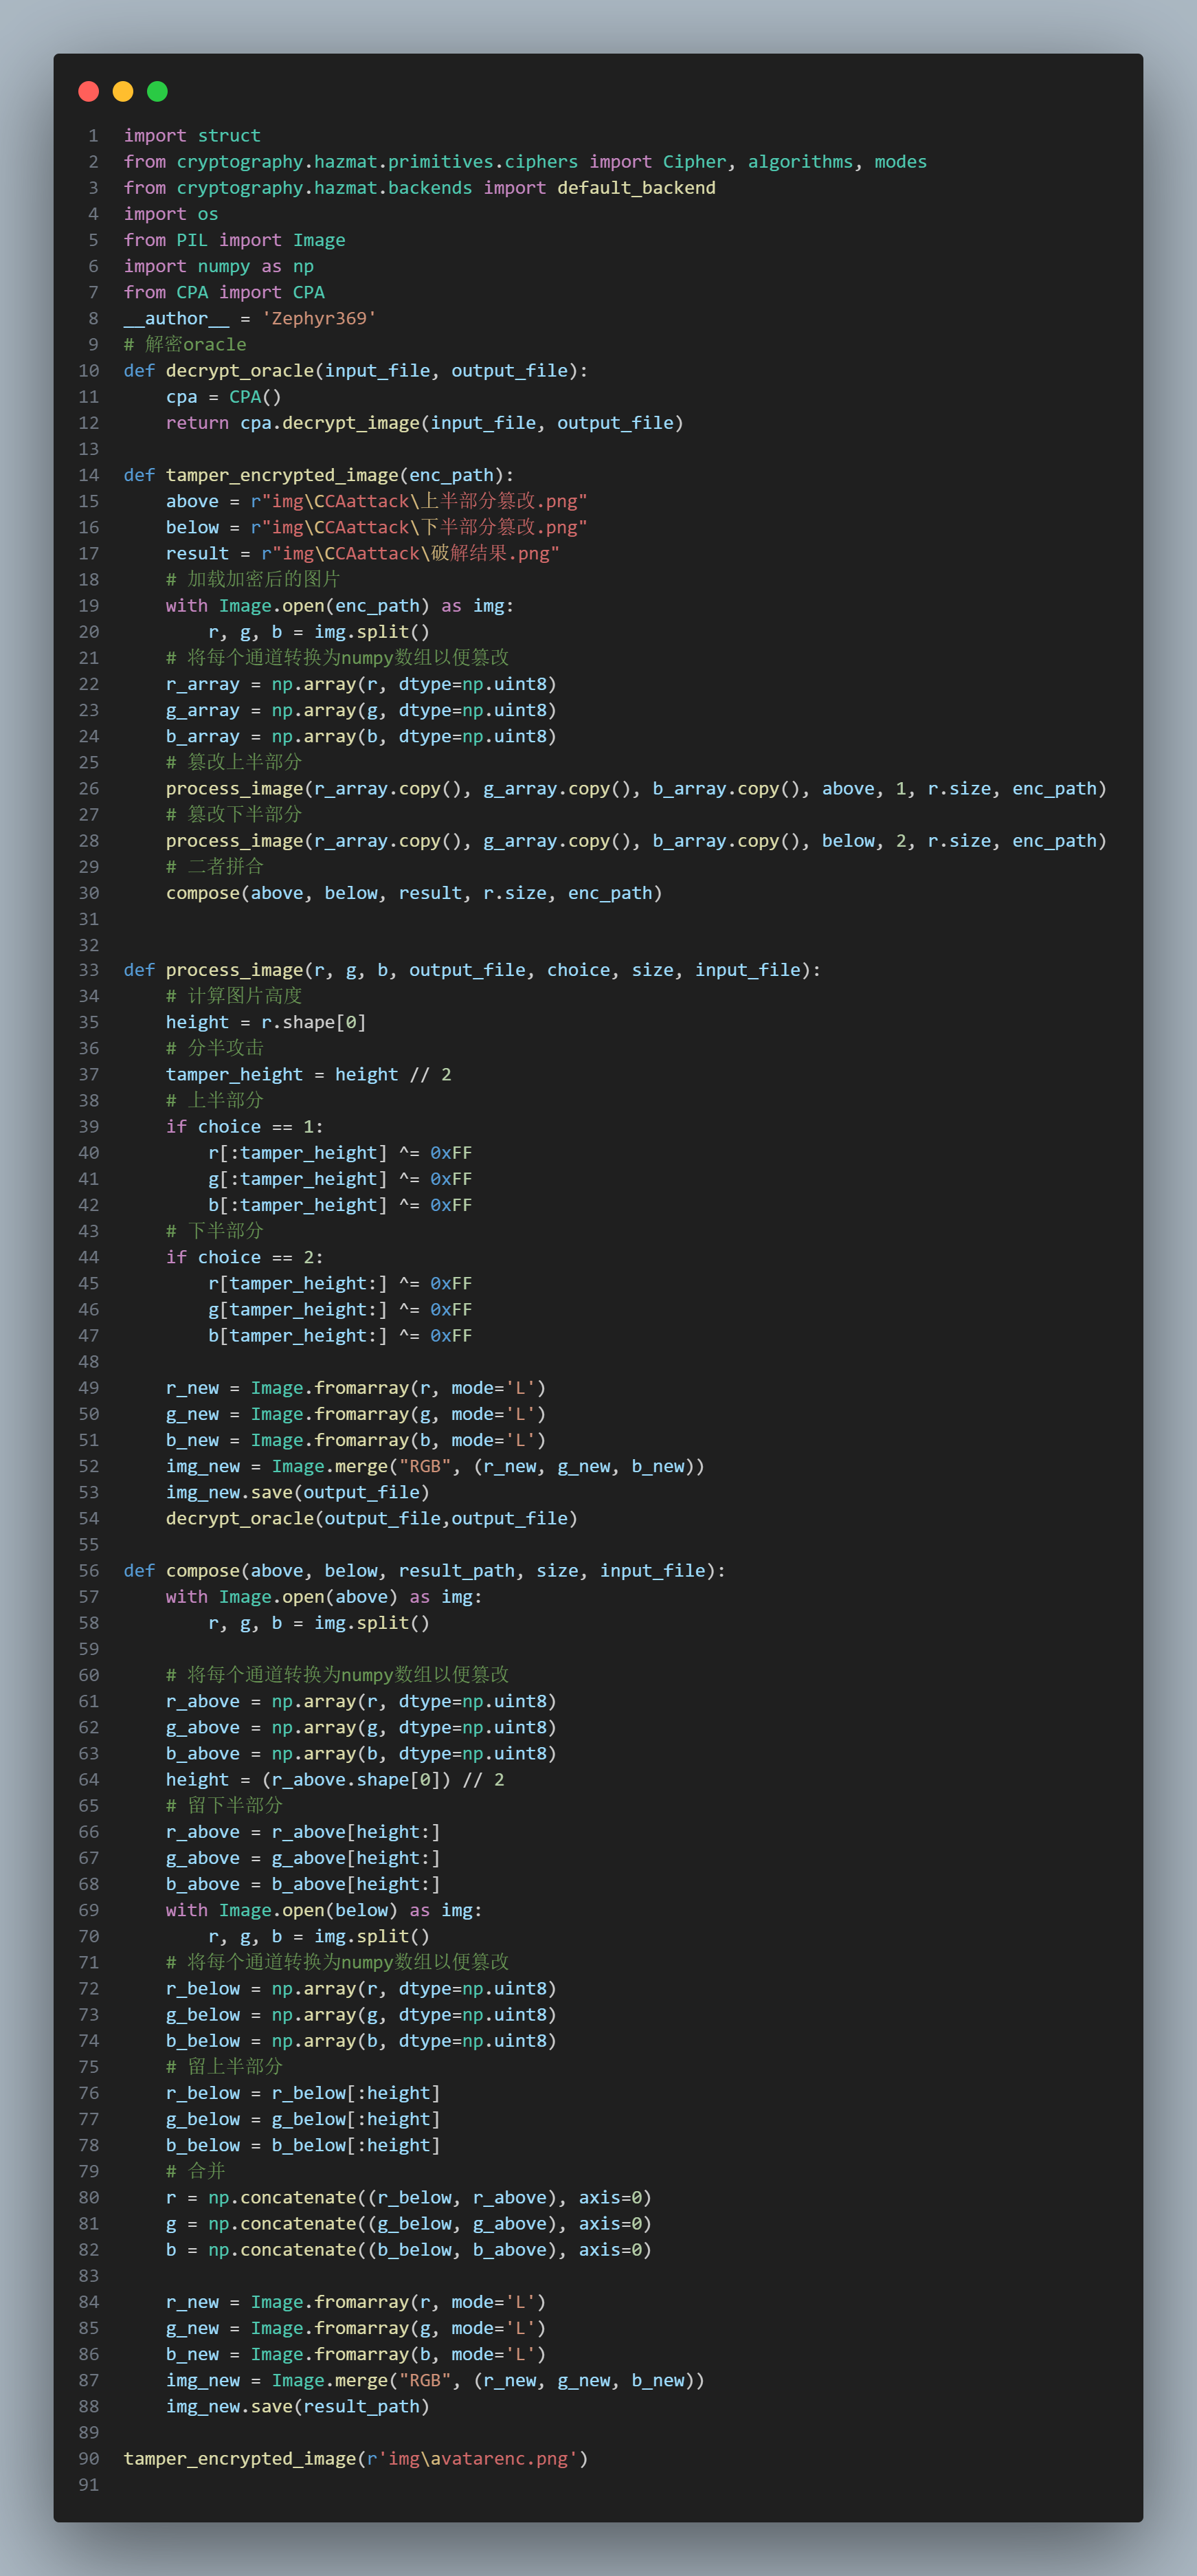 1 import struct
2 from cryptography.hazmat.primitives.ciphers import Cipher, algorithms, modes
3 from cryptography.hazmat.backends import default_backend
4 import os
5 from PIL import Image
6 import numpy as np
7 from CPA import CPA
8 __author__ = 'Zephyr369'
9 # 解密oracle
10 def decrypt_oracle(input_file, output_file):
11     cpa = CPA()
12     return cpa.decrypt_image(input_file, output_file)
13
14 def tamper_encrypted_image(enc_path):
15     above = r"img\CCAattack\上半部分篡改.png"
16     below = r"img\CCAattack\下半部分篡改.png"
17     result = r"img\CCAattack\破解结果.png"
18     # 加载加密后的图片
19     with Image.open(enc_path) as img:
20         r, g, b = img.split()
21     # 将每个通道转换为numpy数组以便篡改
22     r_array = np.array(r, dtype=np.uint8)
23     g_array = np.array(g, dtype=np.uint8)
24     b_array = np.array(b, dtype=np.uint8)
25     # 篡改上半部分
26     process_image(r_array.copy(), g_array.copy(), b_array.copy(), above, 1, r.size, enc_path)
27     # 篡改下半部分
28     process_image(r_array.copy(), g_array.copy(), b_array.copy(), below, 2, r.size, enc_path)
29     # 二者拼合
30     compose(above, below, result, r.size, enc_path)
31
32
33 def process_image(r, g, b, output_file, choice, size, input_file):
34     # 计算图片高度
35     height = r.shape[0]
36     # 分半攻击
37     tamper_height = height // 2
38     # 上半部分
39     if choice == 1:
40         r[:tamper_height] ^= 0xFF
41         g[:tamper_height] ^= 0xFF
42         b[:tamper_height] ^= 0xFF
43     # 下半部分
44     if choice == 2:
45         r[tamper_height:] ^= 0xFF
46         g[tamper_height:] ^= 0xFF
47         b[tamper_height:] ^= 0xFF
48
49     r_new = Image.fromarray(r, mode='L')
50     g_new = Image.fromarray(g, mode='L')
51     b_new = Image.fromarray(b, mode='L')
52     img_new = Image.merge("RGB", (r_new, g_new, b_new))
53     img_new.save(output_file)
54     decrypt_oracle(output_file,output_file)
55
56 def compose(above, below, result_path, size, input_file):
57     with Image.open(above) as img:
58         r, g, b = img.split()
59
60     # 将每个通道转换为numpy数组以便篡改
61     r_above = np.array(r, dtype=np.uint8)
62     g_above = np.array(g, dtype=np.uint8)
63     b_above = np.array(b, dtype=np.uint8)
64     height = (r_above.shape[0]) // 2
65     # 留下半部分
66     r_above = r_above[height:]
67     g_above = g_above[height:]
68     b_above = b_above[height:]
69     with Image.open(below) as img:
70         r, g, b = img.split()
71     # 将每个通道转换为numpy数组以便篡改
72     r_below = np.array(r, dtype=np.uint8)
73     g_below = np.array(g, dtype=np.uint8)
74     b_below = np.array(b, dtype=np.uint8)
75     # 留上半部分
76     r_below = r_below[:height]
77     g_below = g_below[:height]
78     b_below = b_below[:height]
79     # 合并
80     r = np.concatenate((r_below, r_above), axis=0)
81     g = np.concatenate((g_below, g_above), axis=0)
82     b = np.concatenate((b_below, b_above), axis=0)
83
84     r_new = Image.fromarray(r, mode='L')
85     g_new = Image.fromarray(g, mode='L')
86     b_new = Image.fromarray(b, mode='L')
87     img_new = Image.merge("RGB", (r_new, g_new, b_new))
88     img_new.save(result_path)
89
90 tamper_encrypted_image(r'img\avatarenc.png')
91